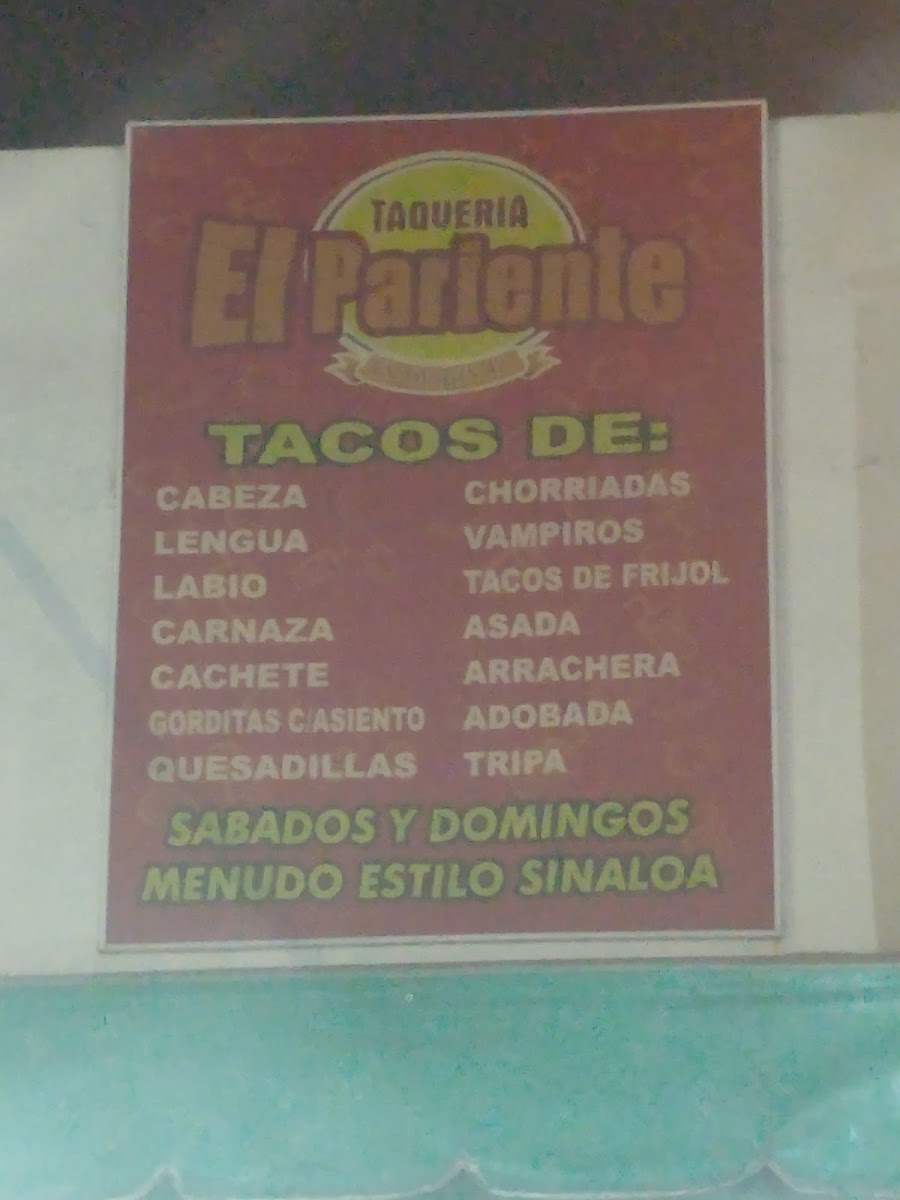 TAQUERIA
El Pariente
TACOS DE:
CABEZA
LENGUA
LABIO
CARNAZA
CACHETE
GORDITAS C/ASIENTO
QUESADILLAS
CHORRIADAS
VAMPIROS
TACOS DE FRIJOL
ASADA
ARRACHERA
ADOBADA
TRIPA
SABADOS Y DOMINGOS
MENUDO ESTILO SINALOA